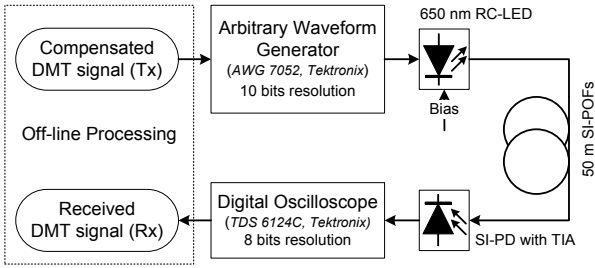 Compensated
DMT signal (Tx)
Off-line Processing
Received
DMT signal (Rx)
Arbitrary Waveform
Generator
(AWG 7052, Tektronix)
10 bits resolution
650 nm RC-LED
Bias
I
50 m SI-POFs
Digital Oscilloscope
(TDS 6124C, Tektronix)
8 bits resolution
SI-PD with TIA